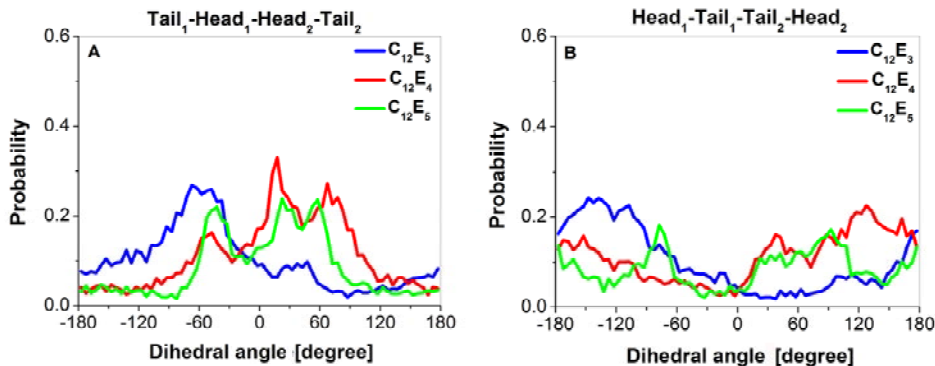 Tail₁-Head₁-Head₂-Tail₂
A
C₁₂E₃
C₁₂E₄
C₁₂E₅
0.6
0.4
0.2
0.0
Probability
-180 -120 -60 0 60 120 180
Dihedral angle [degree]
Head₁-Tail₁-Tail₂-Head₂
B
C₁₂E₃
C₁₂E₄
C₁₂E₅
0.6
0.4
0.2
0.0
Probability
-180 -120 -60 0 60 120 180
Dihedral angle [degree]